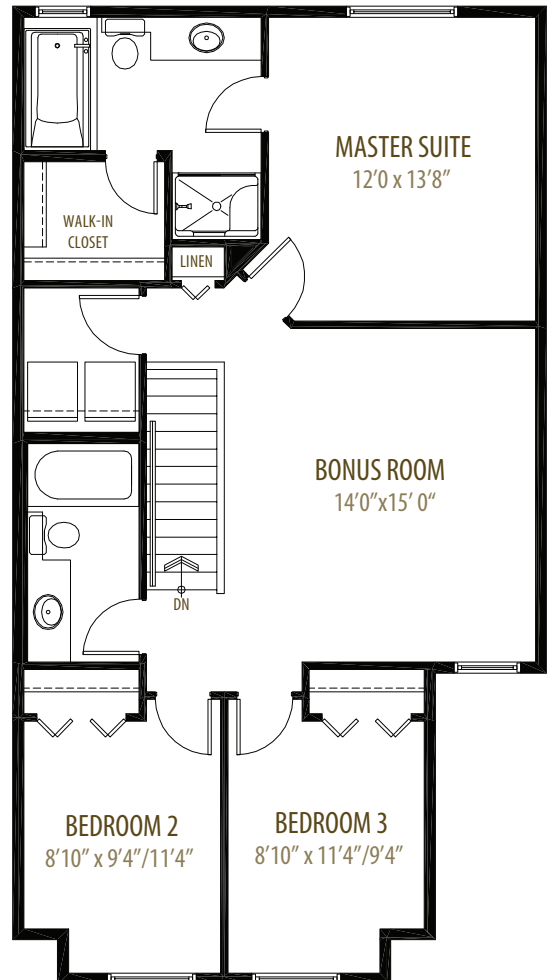 MASTER SUITE
12'0 x 13'8”
WALK-IN
CLOSET
LINEN
BONUS ROOM
14'0”x15' 0“
DN
BEDROOM 2
8'10” x 9'4”/11'4”
BEDROOM 3
8'10” x 11'4”/9'4”